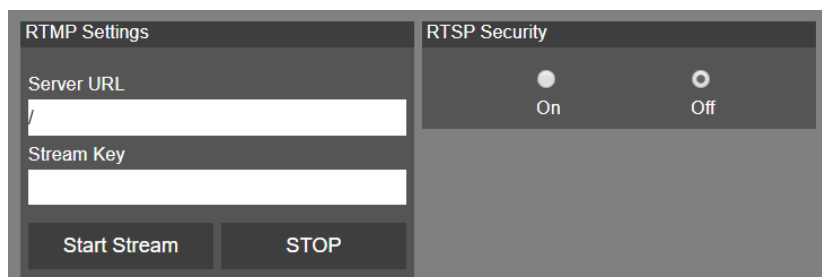 RTMP Settings
Server URL
/
Stream Key
Start Stream STOP
RTSP Security
On Off